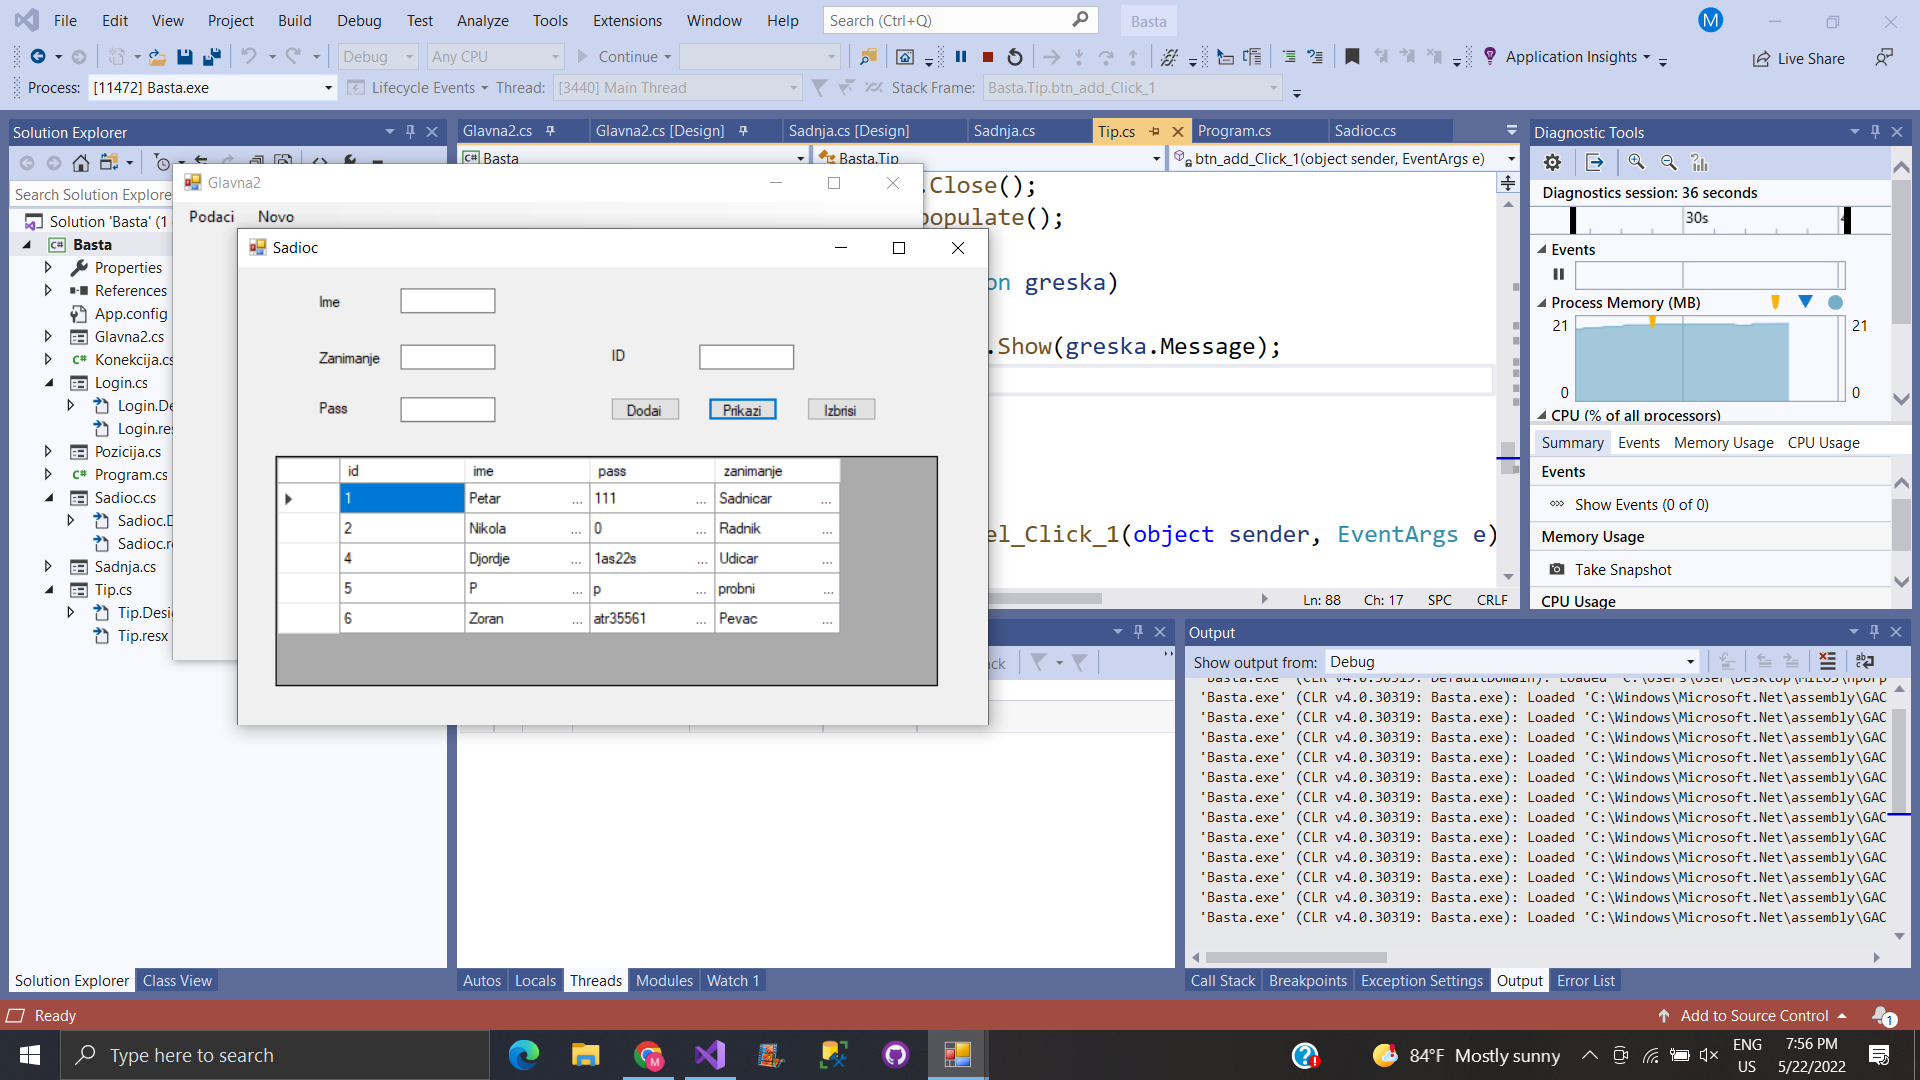 File Edit View Project Build Debug Test Analyze Tools Extensions Window Help Search (Ctrl+Q) Basta M
Debug Any CPU Continue Application Insights Live Share
Process: [11472] Basta.exe Lifecycle Events Thread: [3440] Main Thread Stack Frame: Basta.Tip.btn_add_Click_1
Solution Explorer
Search Solution Explore
Solution 'Basta' (1
C# Basta
Properties
References
App.config
Glavna2.cs
C# Konekcija.cs
Login.cs
Login.De
Login.res
Pozicija.cs
C# Program.cs
Sadioc.cs
Sadioc.D
Sadioc.re
Sadnja.cs
Tip.cs
Tip.Desi
Tip.resx
Solution Explorer Class View
Glavna2.cs Glavna2.cs [Design] Sadnja.cs [Design] Sadnja.cs Tip.cs Program.cs Sadioc.cs
C# Basta Basta.Tip btn_add_Click_1(object sender, EventArgs e)
.Close();
populate();
on greska)
.Show(greska.Message);
el_Click_1(object sender, EventArgs e)
Ln: 88 Ch: 17 SPC CRLF
Glavna2
Podaci Novo
Sadioc
Ime
Zanimanje ID
Pass Dodai Prikazi Izbrisi
id ime pass zanimanje
1 Petar ... 111 ... Sadnicar ...
2 Nikola ... 0 ... Radnik ...
4 Djordje ... 1as22s ... Udicar ...
5 P ... p ... probni ...
6 Zoran ... atr35561 ... Pevac ...
ck
Autos Locals Threads Modules Watch 1
Diagnostic Tools
Diagnostics session: 36 seconds
30s
Events
Process Memory (MB)
21 21
0 0
CPU (% of all processors)
Summary Events Memory Usage CPU Usage
Events
Show Events (0 of 0)
Memory Usage
Take Snapshot
CPU Usage
Output
Show output from: Debug
'Basta.exe' (CLR v4.0.30319: DefaultDomain): Loaded 'C:\Users\User\Desktop\MILOS\прогр
'Basta.exe' (CLR v4.0.30319: Basta.exe): Loaded 'C:\Windows\Microsoft.Net\assembly\GAC
'Basta.exe' (CLR v4.0.30319: Basta.exe): Loaded 'C:\Windows\Microsoft.Net\assembly\GAC
'Basta.exe' (CLR v4.0.30319: Basta.exe): Loaded 'C:\Windows\Microsoft.Net\assembly\GAC
'Basta.exe' (CLR v4.0.30319: Basta.exe): Loaded 'C:\Windows\Microsoft.Net\assembly\GAC
'Basta.exe' (CLR v4.0.30319: Basta.exe): Loaded 'C:\Windows\Microsoft.Net\assembly\GAC
'Basta.exe' (CLR v4.0.30319: Basta.exe): Loaded 'C:\Windows\Microsoft.Net\assembly\GAC
'Basta.exe' (CLR v4.0.30319: Basta.exe): Loaded 'C:\Windows\Microsoft.Net\assembly\GAC
'Basta.exe' (CLR v4.0.30319: Basta.exe): Loaded 'C:\Windows\Microsoft.Net\assembly\GAC
'Basta.exe' (CLR v4.0.30319: Basta.exe): Loaded 'C:\Windows\Microsoft.Net\assembly\GAC
'Basta.exe' (CLR v4.0.30319: Basta.exe): Loaded 'C:\Windows\Microsoft.Net\assembly\GAC
'Basta.exe' (CLR v4.0.30319: Basta.exe): Loaded 'C:\Windows\Microsoft.Net\assembly\GAC
'Basta.exe' (CLR v4.0.30319: Basta.exe): Loaded 'C:\Windows\Microsoft.Net\assembly\GAC
Call Stack Breakpoints Exception Settings Output Error List
Ready Add to Source Control 1
Type here to search 84°F Mostly sunny ENG US 7:56 PM 5/22/2022